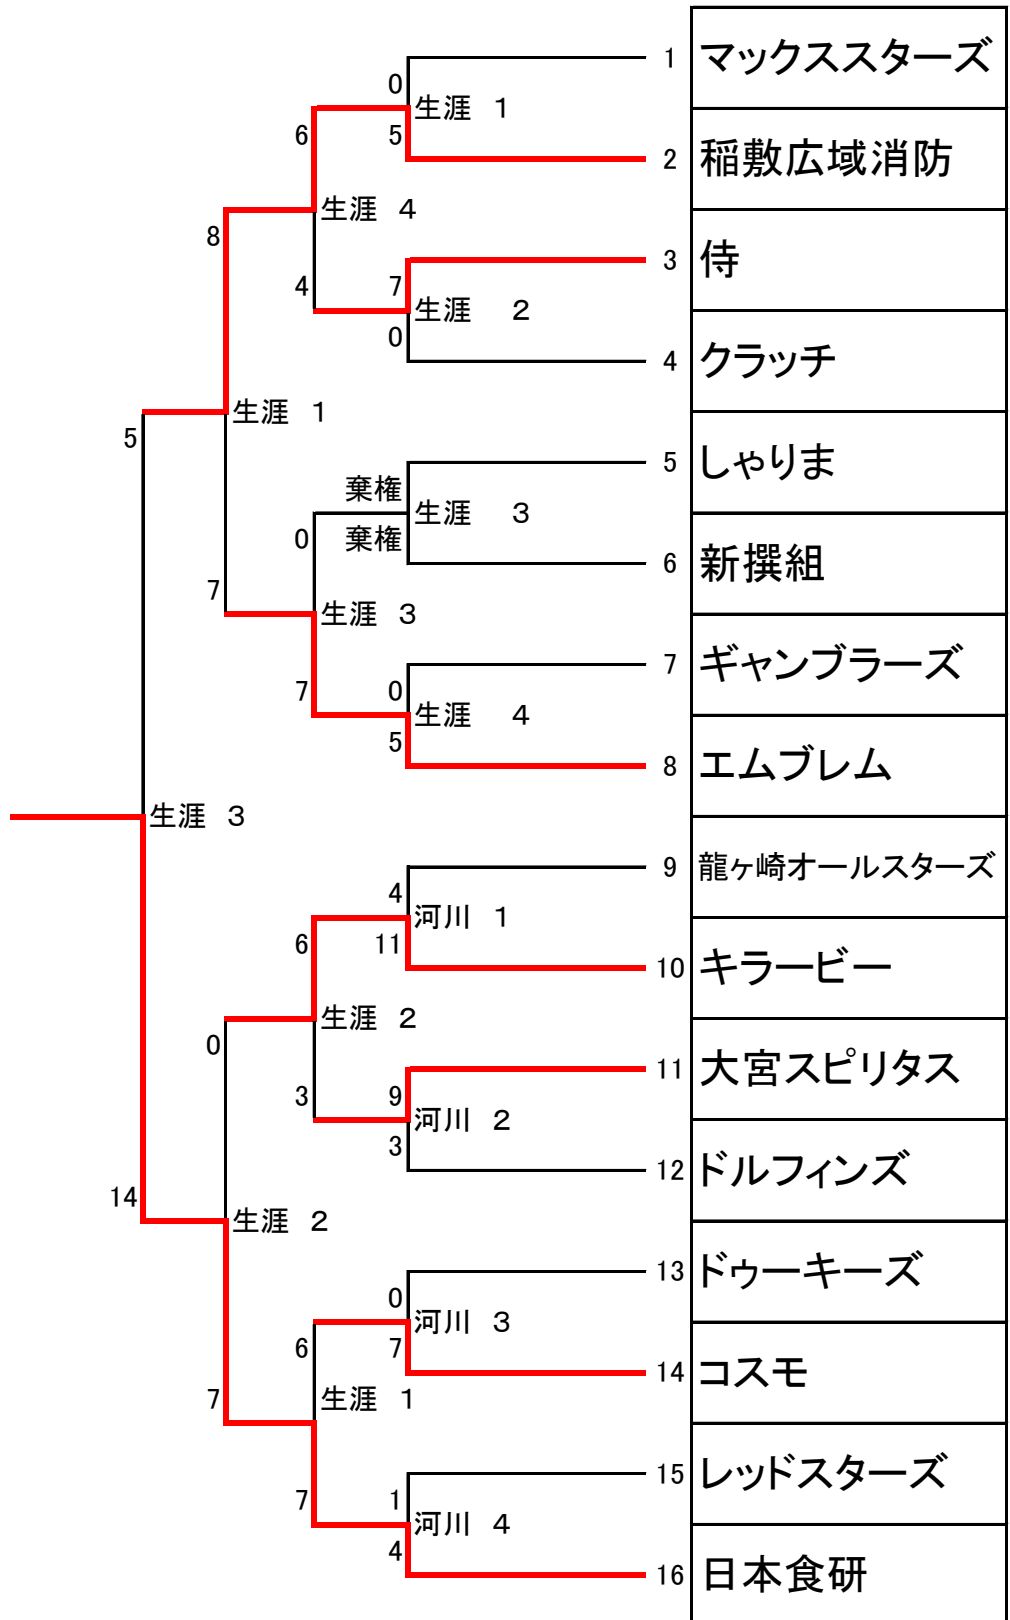 1 マックススターズ
0
生涯 1
6
5
2 稲敷広域消防
生涯 4
8
3 侍
4
7
生涯 2
0
4 クラッチ
生涯 1
5
5 しゃりま
棄権
生涯 3
0
棄権
6 新撰組
7
生涯 3
7 ギャンブラーズ
7
0
生涯 4
5
8 エムブレム
生涯 3
9 龍ヶ崎オールスターズ
4
河川 1
6
11
10 キラービー
生涯 2
0
11 大宮スピリタス
3
9
河川 2
3
12 ドルフィンズ
14
生涯 2
13 ドゥーキーズ
0
河川 3
6
7
14 コスモ
7
生涯 1
15 レッドスターズ
7
1
河川 4
4
16 日本食研